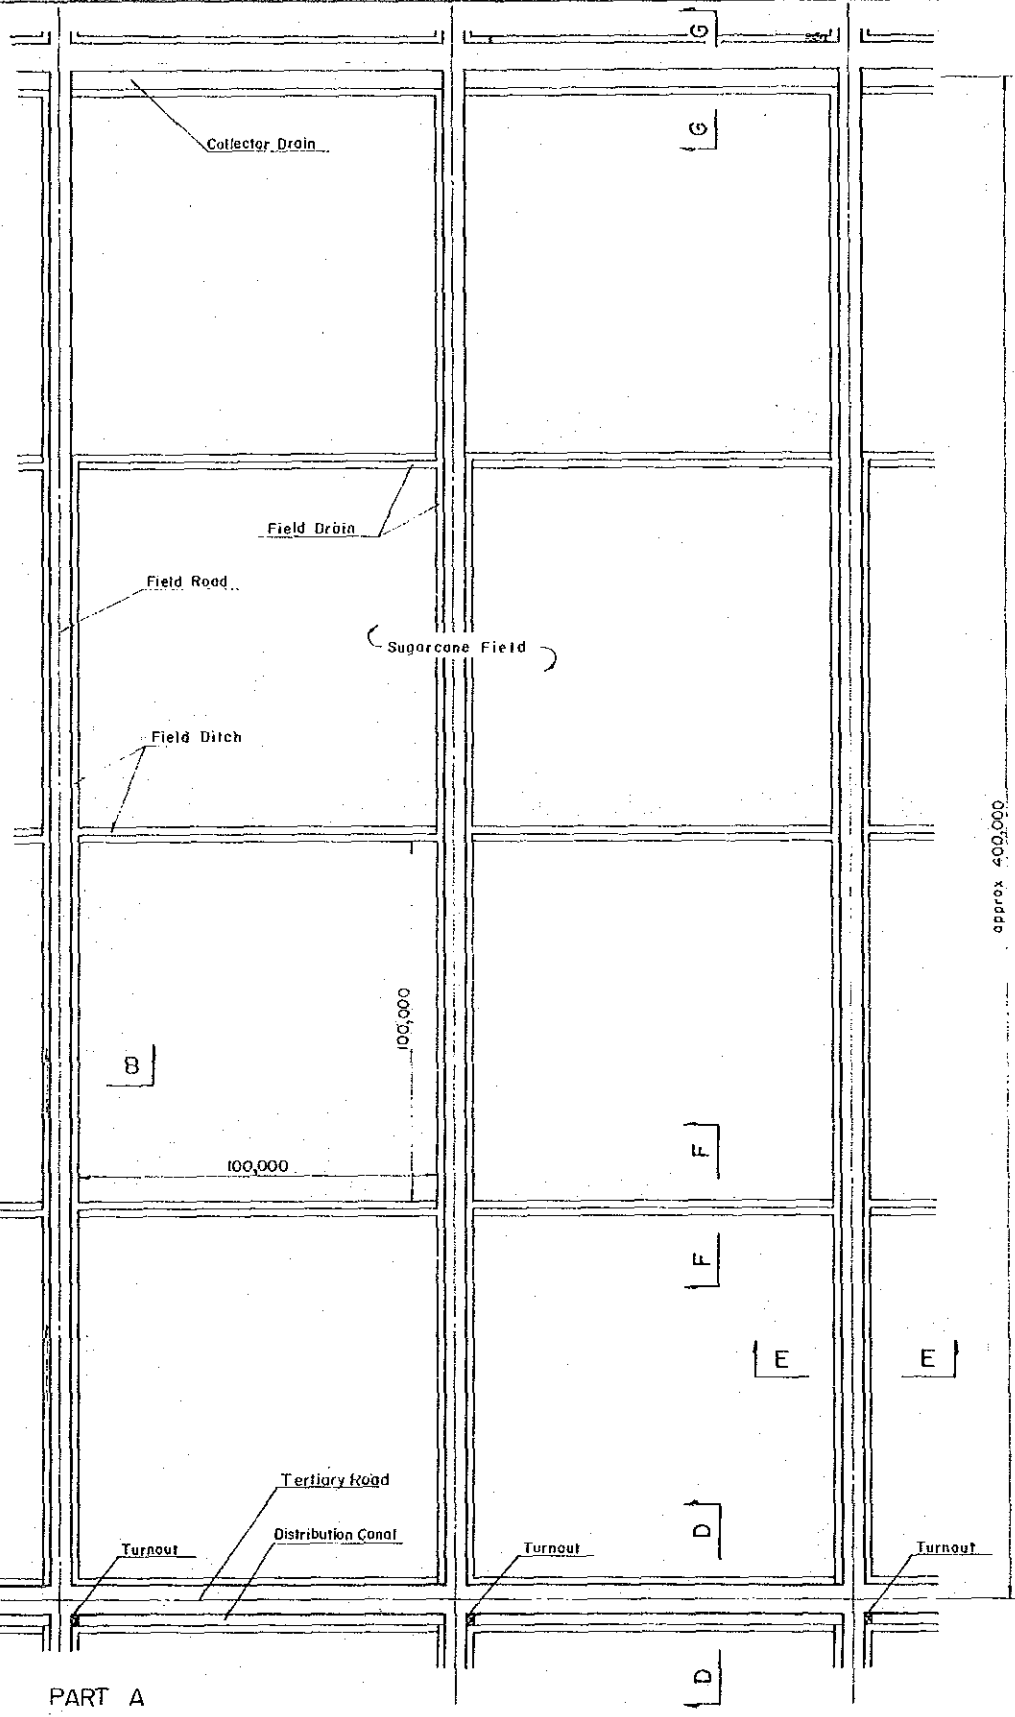 G
G
Collector Drain
Field Drain
Field Road
Sugarcane Field
Field Ditch
approx 400,000
100,000
B
100,000
F
F
E
E
Tertiary Road
D
Distribution Canal
Turnout
Turnout
Turnout
D
PART A